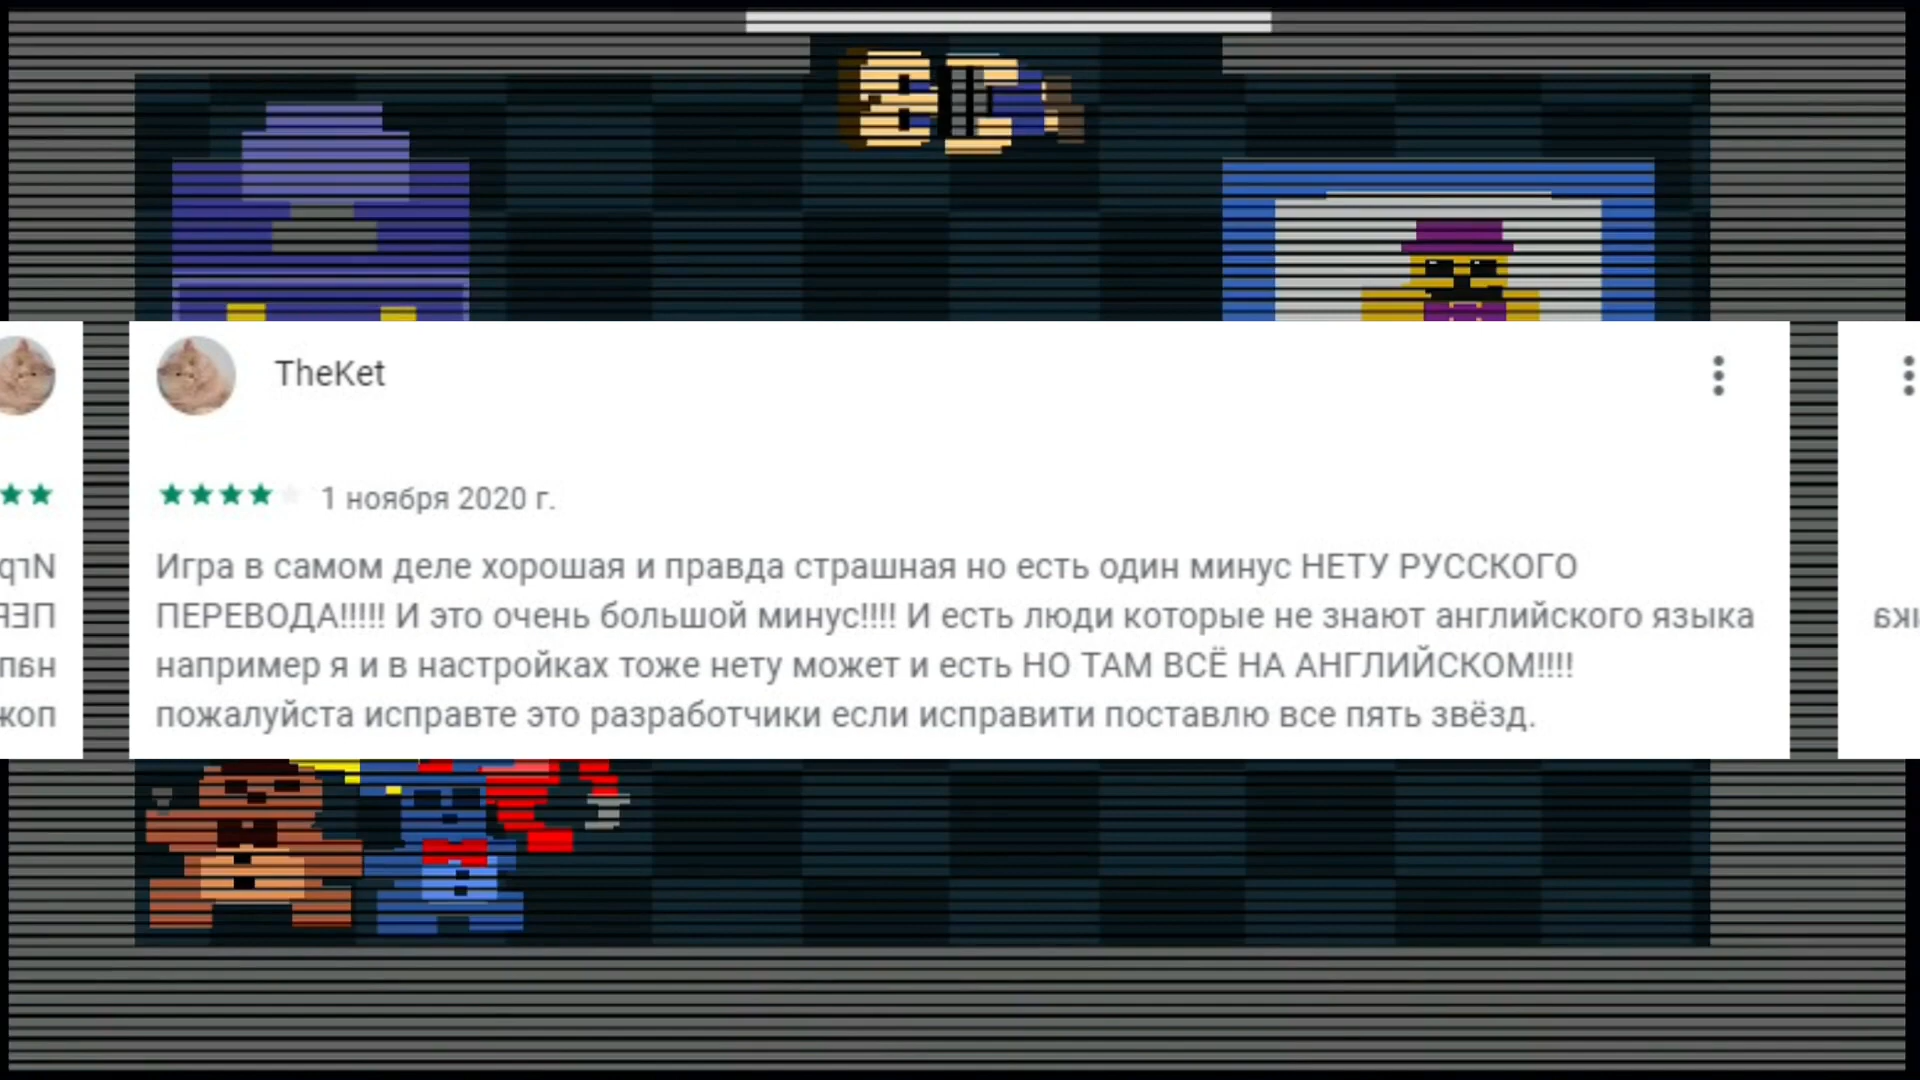 TheKet
1 ноября 2020 г.
Игра в самом деле хорошая и правда страшная но есть один минус НЕТУ РУССКОГО
ПЕРЕВОДА!!!!! И это очень большой минус!!!! И есть люди которые не знают английского языка
например я и в настройках тоже нету может и есть НО ТАМ ВСЁ НА АНГЛИЙСКОМ!!!!
пожалуйста исправте это разработчики если исправити поставлю все пять звёзд.